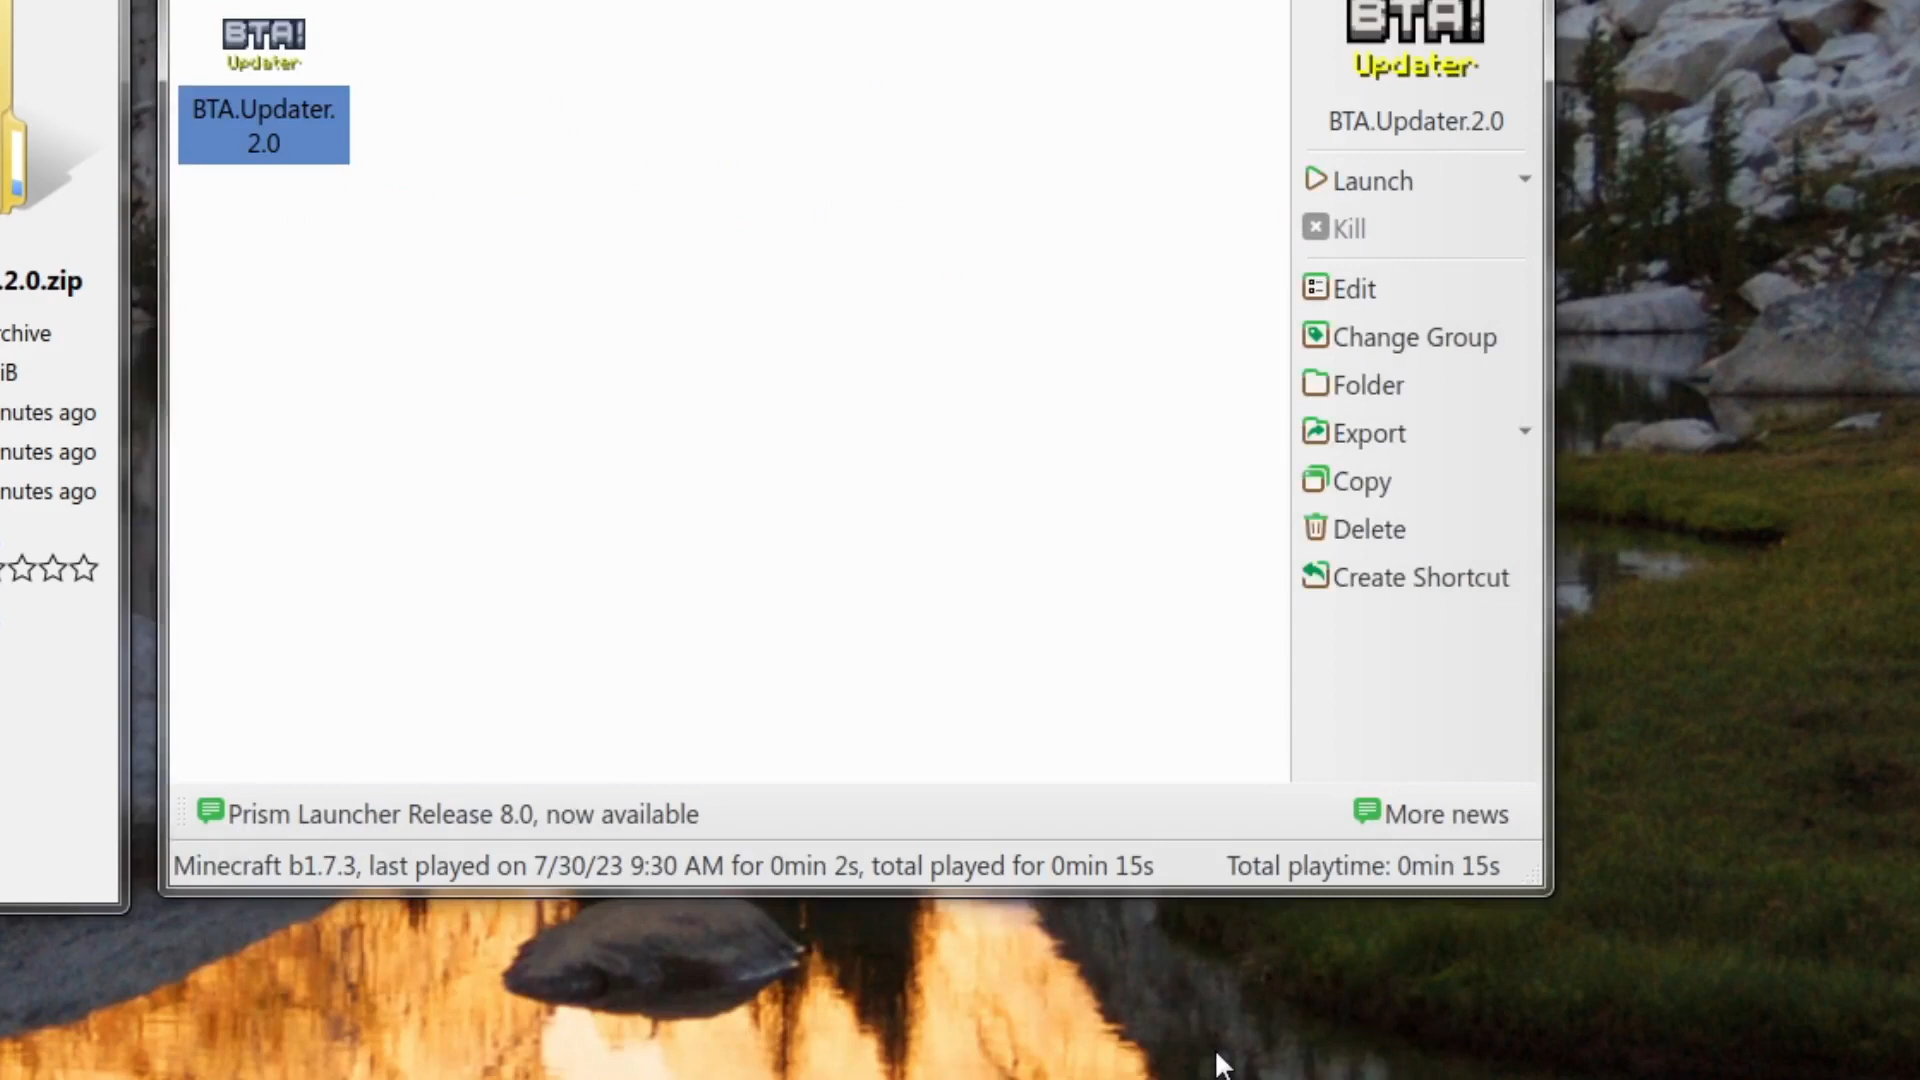 BTA!
Updater
BTA.Updater.
2.0
.2.0.zip
chive
iB
nutes ago
nutes ago
nutes ago
BTA!
Updater
BTA.Updater.2.0
Launch
Kill
Edit
Change Group
Folder
Export
Copy
Delete
Create Shortcut
Prism Launcher Release 8.0, now available
More news
Minecraft b1.7.3, last played on 7/30/23 9:30 AM for 0min 2s, total played for 0min 15s
Total playtime: 0min 15s